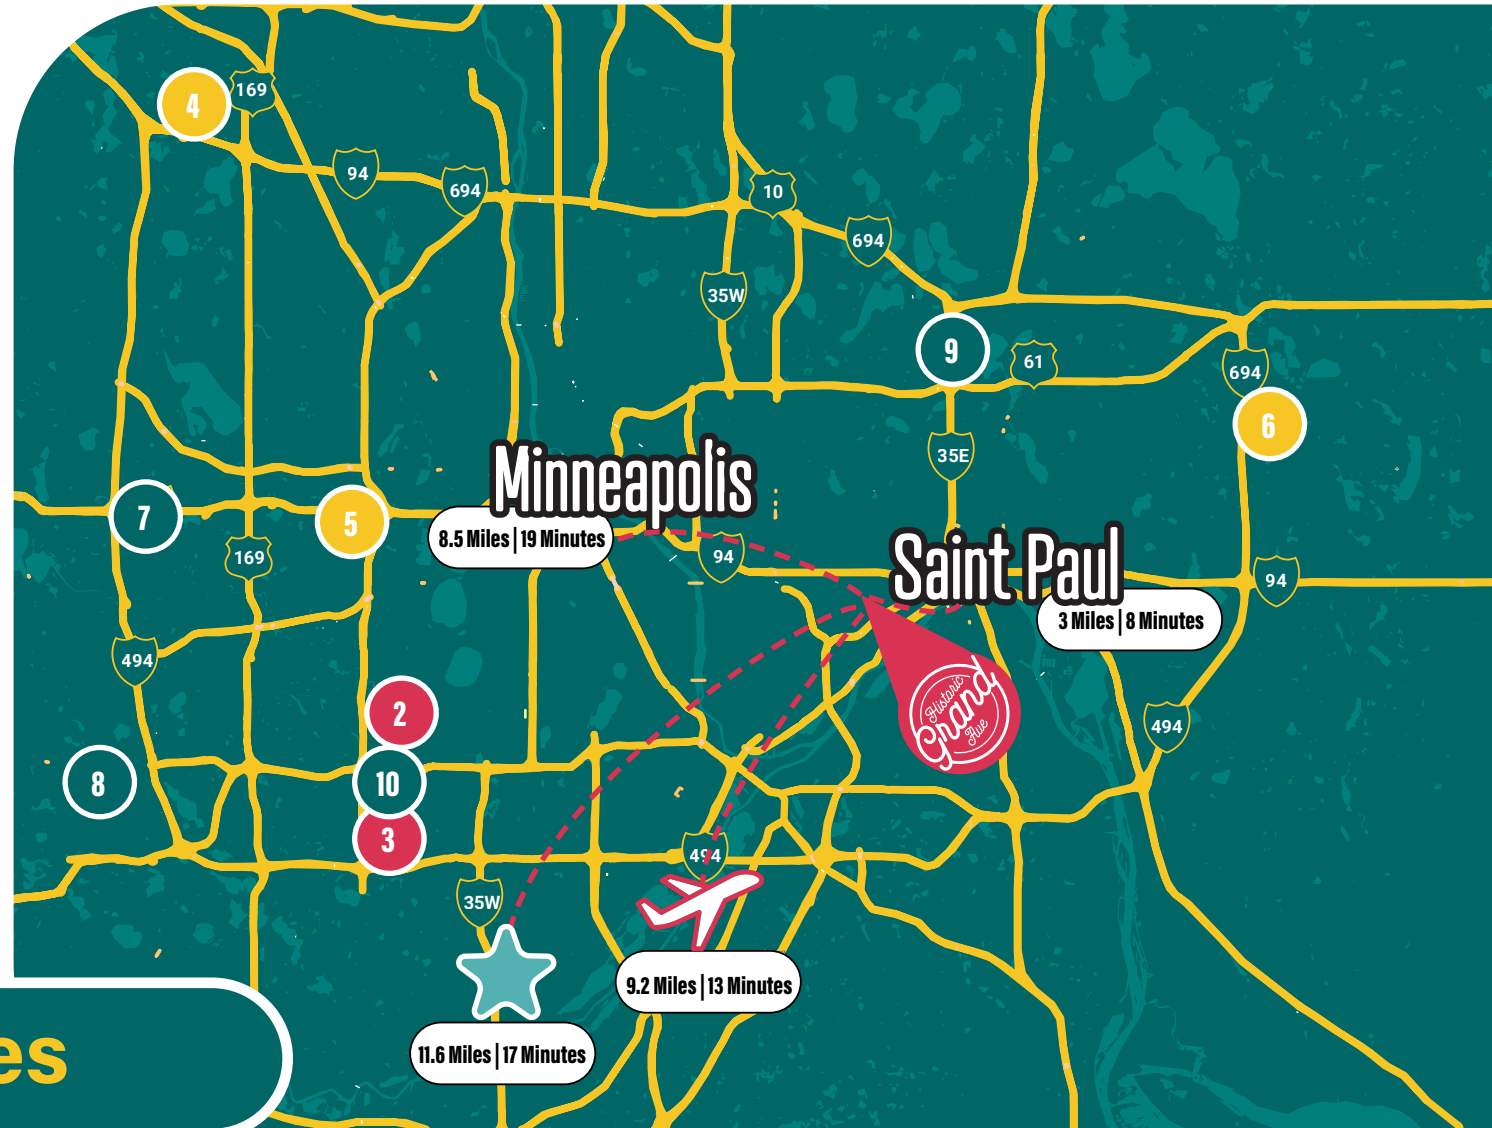 4
169
94
694
10
694
35W
9
61
694
6
35E
Minneapolis
8.5 Miles | 19 Minutes
7
5
169
94
Saint Paul
3 Miles | 8 Minutes
94
494
Historic
Grand
Ave
494
2
10
3
8
494
35W
9.2 Miles | 13 Minutes
11.6 Miles | 17 Minutes
es